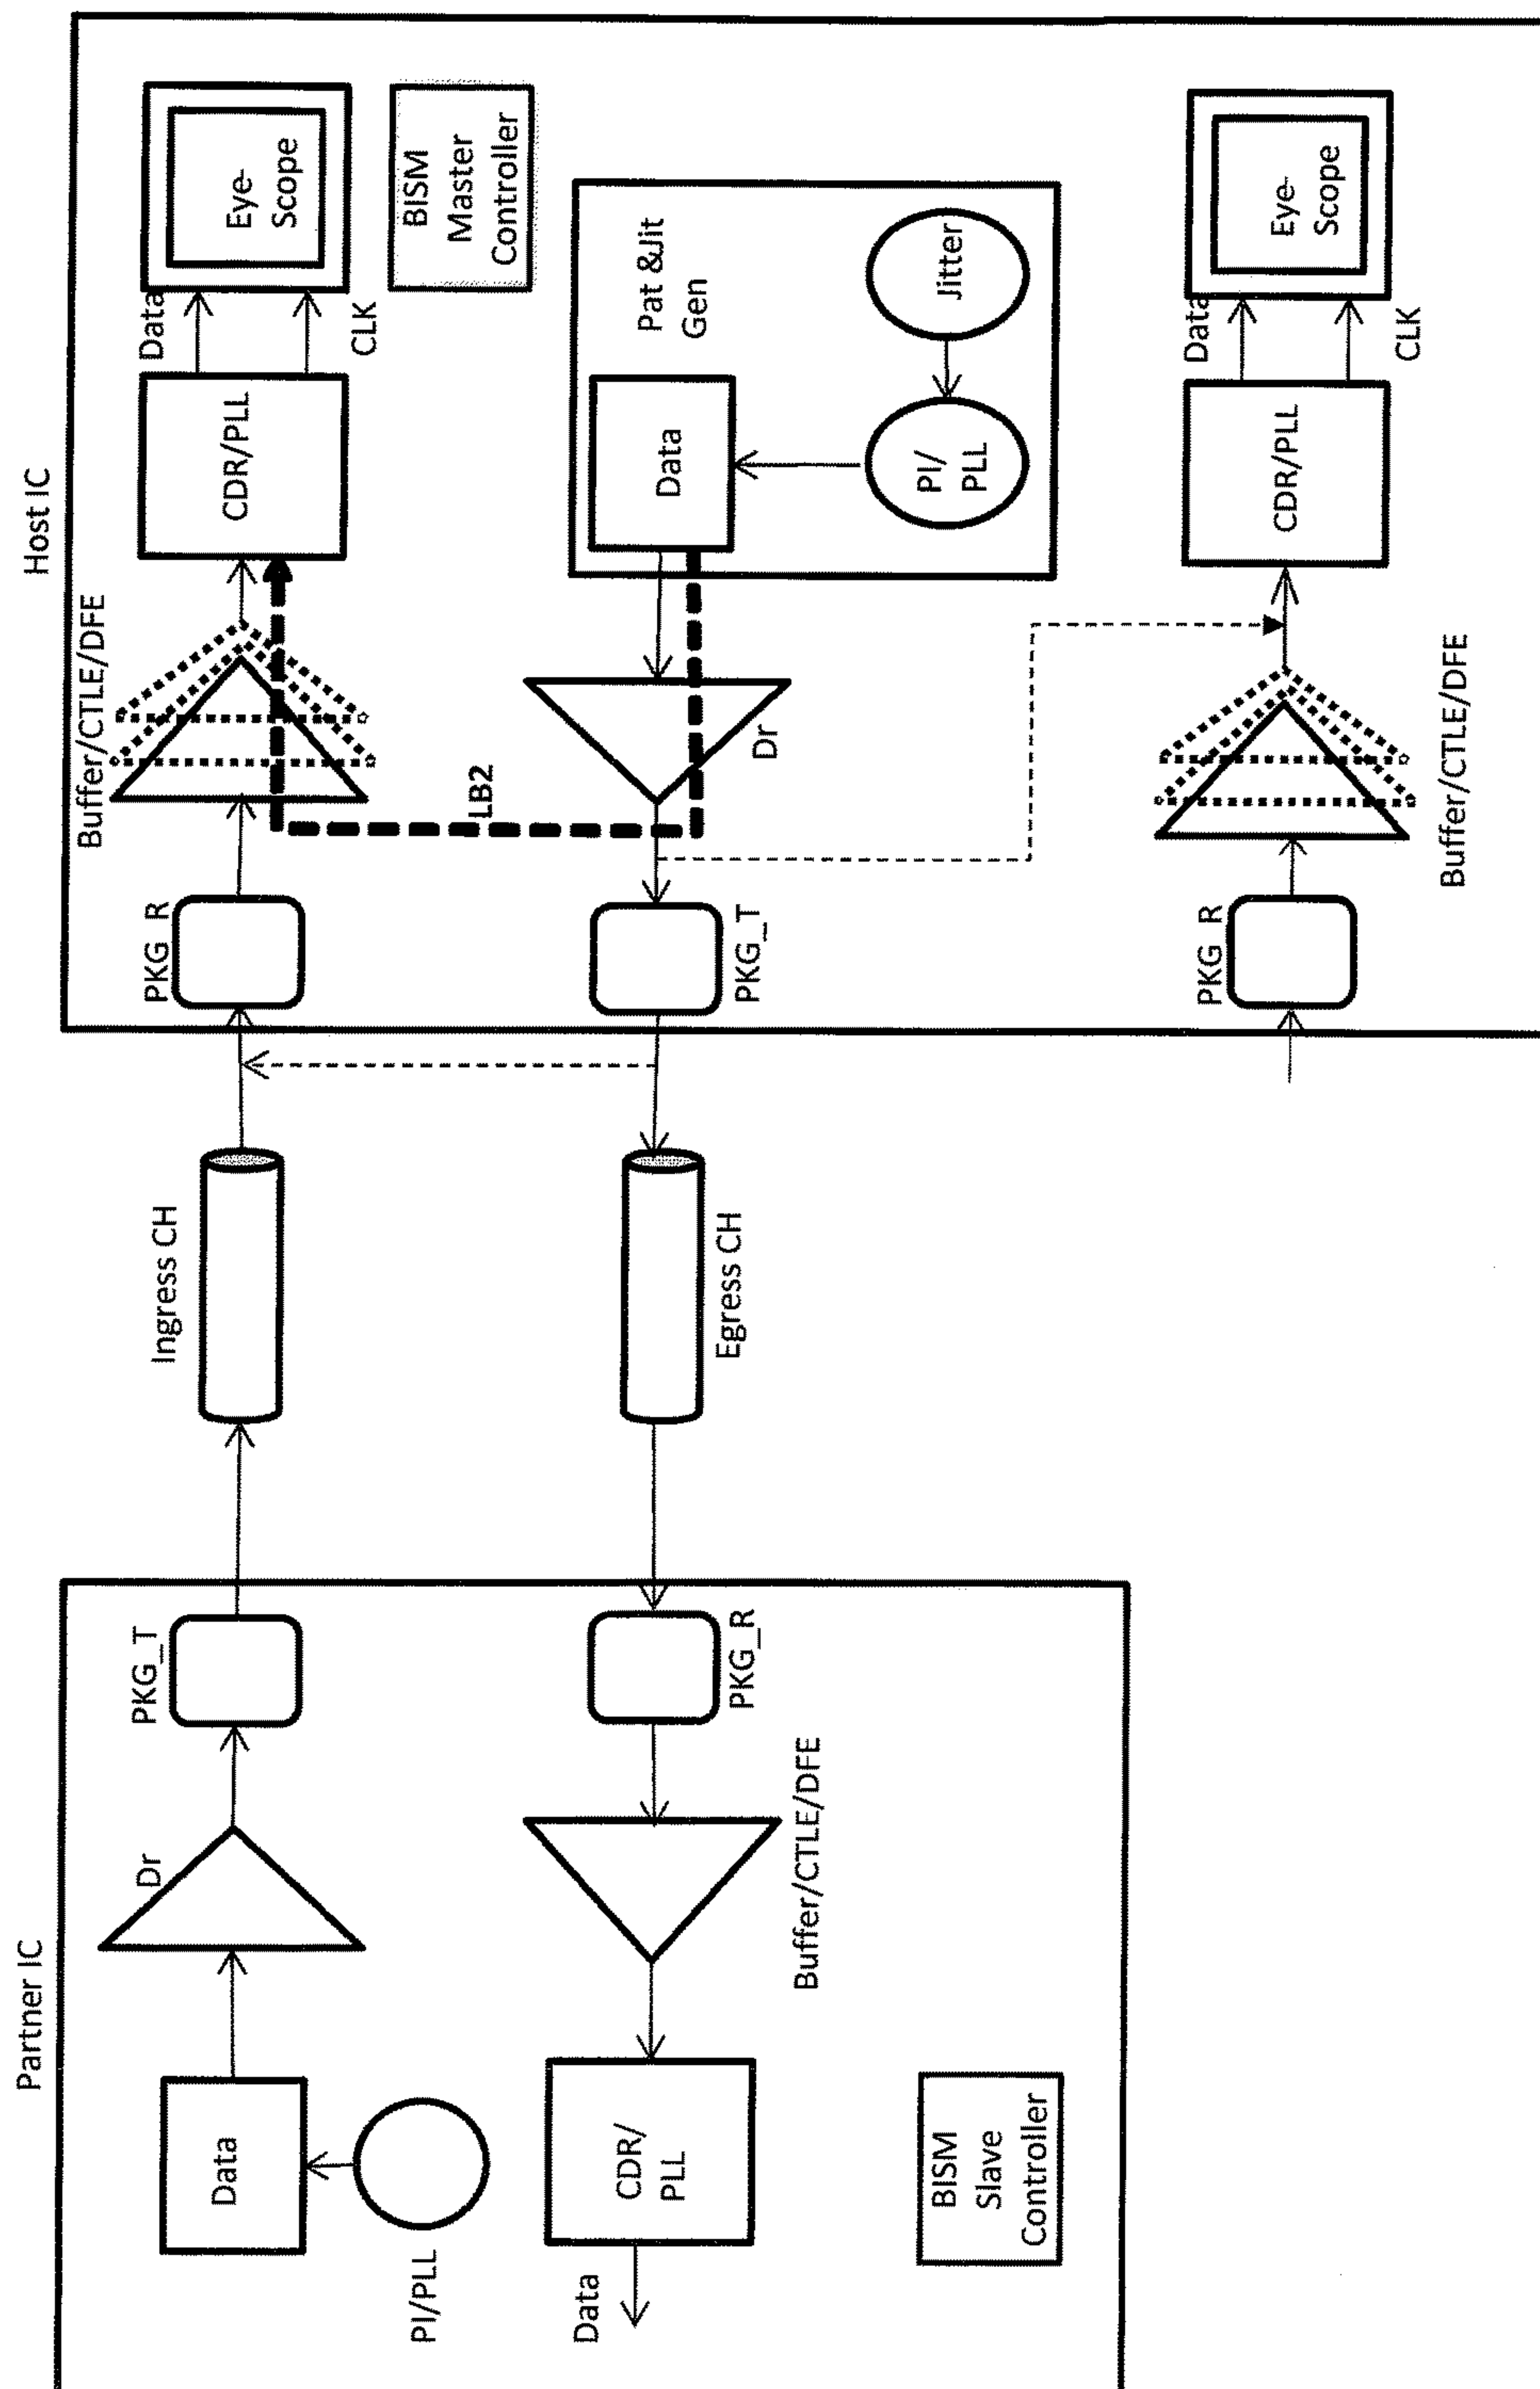 Partner IC
Host IC
Dr
PKG_T
Ingress CH
PKG_R
Buffer/CTLE/DFE
Data
CDR/PLL
Data
CLK
Eye-
Scope
PI/PLL
LB2
BISM
Master
Controller
Data
CDR/
PLL
Buffer/CTLE/DFE
PKG_R
Egress CH
PKG_T
Dr
Data
Pat &Jit
Gen
PI/
PLL
Jitter
BISM
Slave
Controller
PKG_R
Buffer/CTLE/DFE
CDR/PLL
Data
CLK
Eye-
Scope